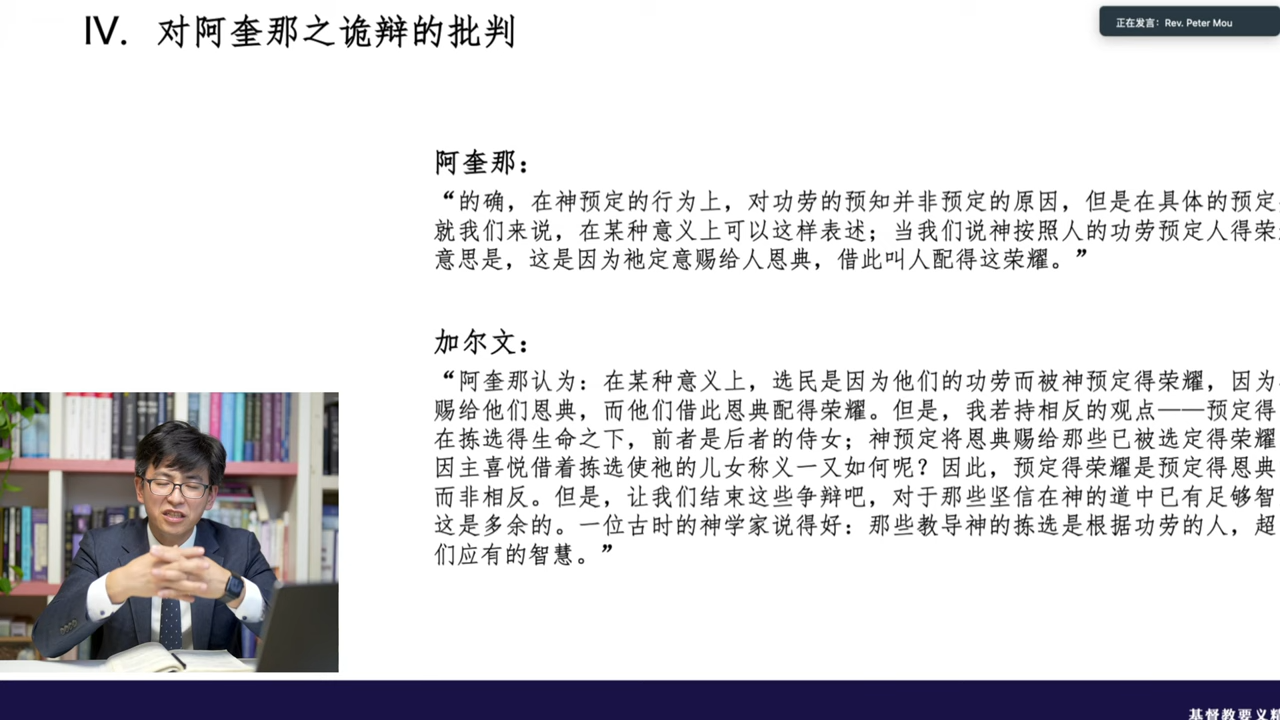 IV. 对阿奎那之诡辩的批判
正在发言: Rev. Peter Mou
阿奎那：
“的确，在神预定的行为上，对功劳的预知并非预定的原因，但是在具体的预定
就我们来说，在某种意义上可以这样表述；当我们说神按照人的功劳预定人得荣
意思是，这是因为祂定意赐给人恩典，借此叫人配得这荣耀。”
加尔文：
“阿奎那认为：在某种意义上，选民是因为他们的功劳而被神预定得荣耀，因为
赐给他们恩典，而他们借此恩典配得荣耀。但是，我若持相反的观点——预定得
在拣选得生命之下，前者是后者的侍女；神预定将恩典赐给那些已被选定得荣耀
因主喜悦借着拣选使祂的儿女称义一又如何呢？因此，预定得荣耀是预定得恩典
而非相反。但是，让我们结束这些争辩吧，对于那些坚信在神的道中已有足够智
这是多余的。一位古时的神学家说得好：那些教导神的拣选是根据功劳的人，超
们应有的智慧。”
基督教要义精